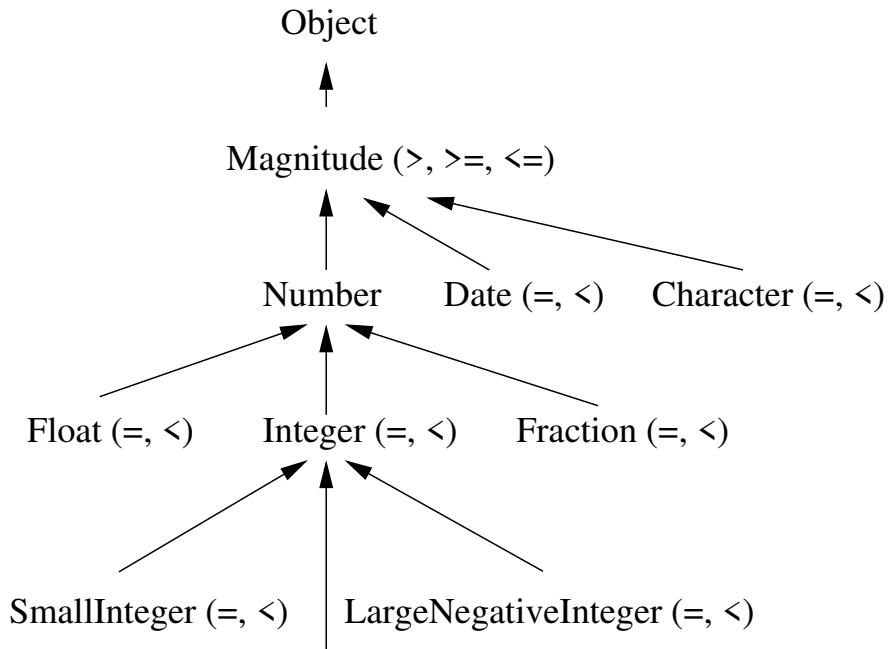 Object
Magnitude (>, >=, <=)
Number Date (=, <) Character (=, <)
Float (=, <) Integer (=, <) Fraction (=, <)
SmallInteger (=, <) LargeNegativeInteger (=, <)